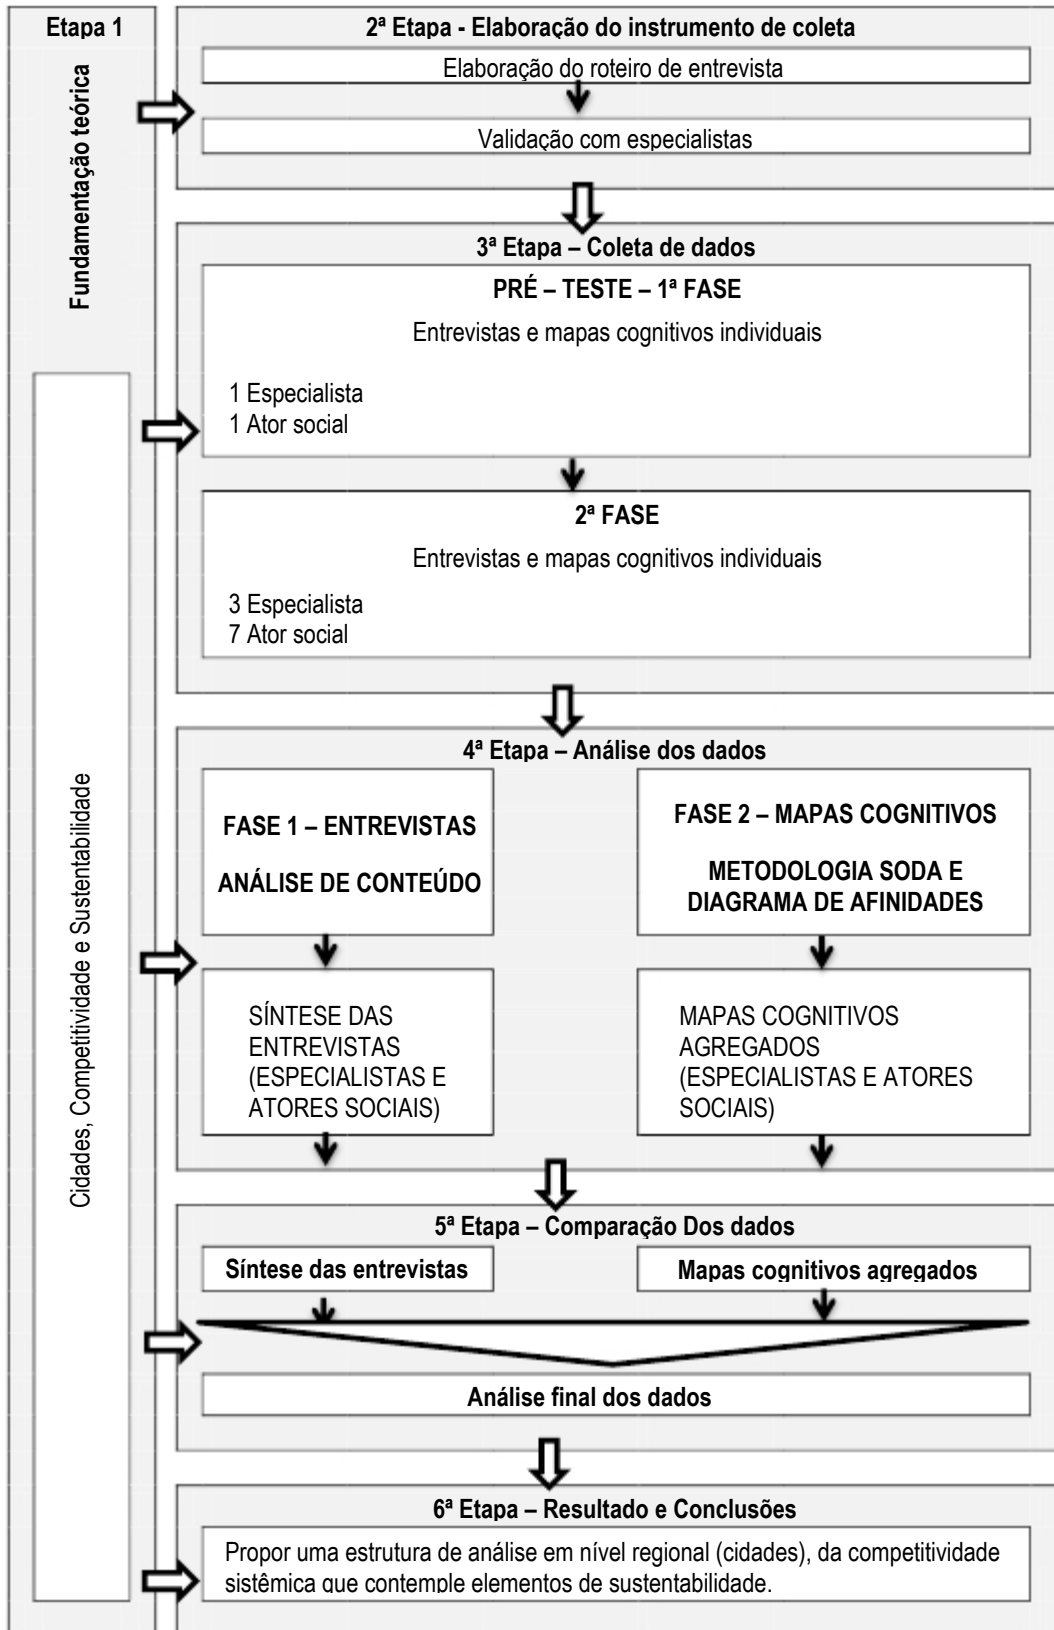 Etapa 1
Fundamentação teórica
Cidades, Competitividade e Sustentabilidade
2ª Etapa - Elaboração do instrumento de coleta
Elaboração do roteiro de entrevista
Validação com especialistas
3ª Etapa – Coleta de dados
PRÉ – TESTE – 1ª FASE
Entrevistas e mapas cognitivos individuais
1 Especialista
1 Ator social
2ª FASE
Entrevistas e mapas cognitivos individuais
3 Especialista
7 Ator social
4ª Etapa – Análise dos dados
FASE 1 – ENTREVISTAS
ANÁLISE DE CONTEÚDO
FASE 2 – MAPAS COGNITIVOS
METODOLOGIA SODA E
DIAGRAMA DE AFINIDADES
SÍNTESE DAS
ENTREVISTAS
(ESPECIALISTAS E
ATORES SOCIAIS)
MAPAS COGNITIVOS
AGREGADOS
(ESPECIALISTAS E ATORES
SOCIAIS)
5ª Etapa – Comparação Dos dados
Síntese das entrevistas
Mapas cognitivos agregados
Análise final dos dados
6ª Etapa – Resultado e Conclusões
Propor uma estrutura de análise em nível regional (cidades), da competitividade
sistêmica que contemple elementos de sustentabilidade.